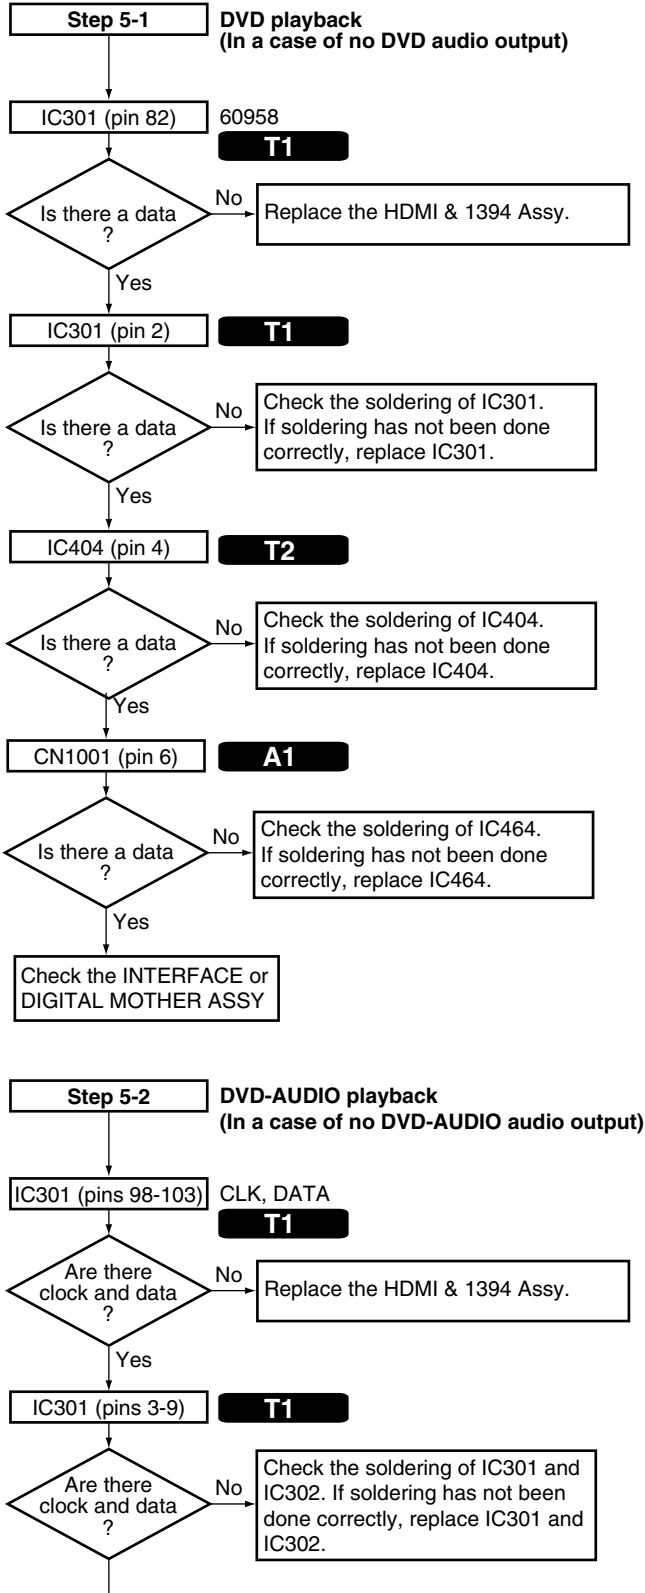 Step 5-1
DVD playback
(In a case of no DVD audio output)
IC301 (pin 82)
60958
T1
Is there a data
?
No
Replace the HDMI & 1394 Assy.
Yes
IC301 (pin 2)
T1
Is there a data
?
No
Check the soldering of IC301.
If soldering has not been done
correctly, replace IC301.
Yes
IC404 (pin 4)
T2
Is there a data
?
No
Check the soldering of IC404.
If soldering has not been done
correctly, replace IC404.
Yes
CN1001 (pin 6)
A1
Is there a data
?
No
Check the soldering of IC464.
If soldering has not been done
correctly, replace IC464.
Yes
Check the INTERFACE or
DIGITAL MOTHER ASSY
Step 5-2
DVD-AUDIO playback
(In a case of no DVD-AUDIO audio output)
IC301 (pins 98-103)
CLK, DATA
T1
Are there
clock and data
?
No
Replace the HDMI & 1394 Assy.
Yes
IC301 (pins 3-9)
T1
Are there
clock and data
?
No
Check the soldering of IC301 and
IC302. If soldering has not been
done correctly, replace IC301 and
IC302.